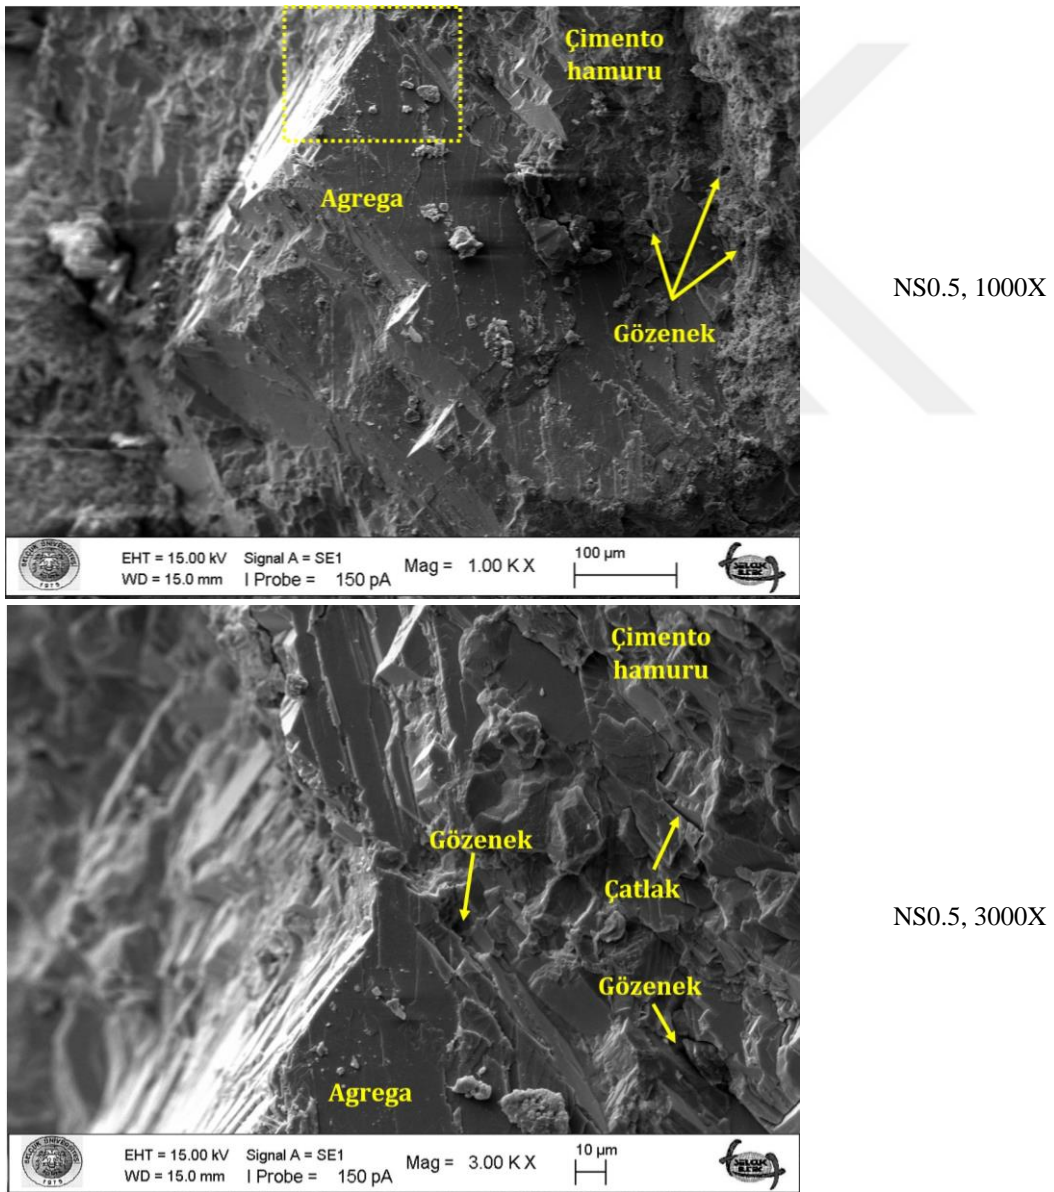 Çimento
hamuru
Agrega
Gözenek
NS0.5, 1000X
EHT = 15.00 kV Signal A = SE1 Mag = 1.00 K X 100 µm
WD = 15.0 mm I Probe = 150 pA
Çimento
hamuru
Gözenek
Çatlak
Gözenek
Agrega
NS0.5, 3000X
EHT = 15.00 kV Signal A = SE1 Mag = 3.00 K X 10 µm
WD = 15.0 mm I Probe = 150 pA